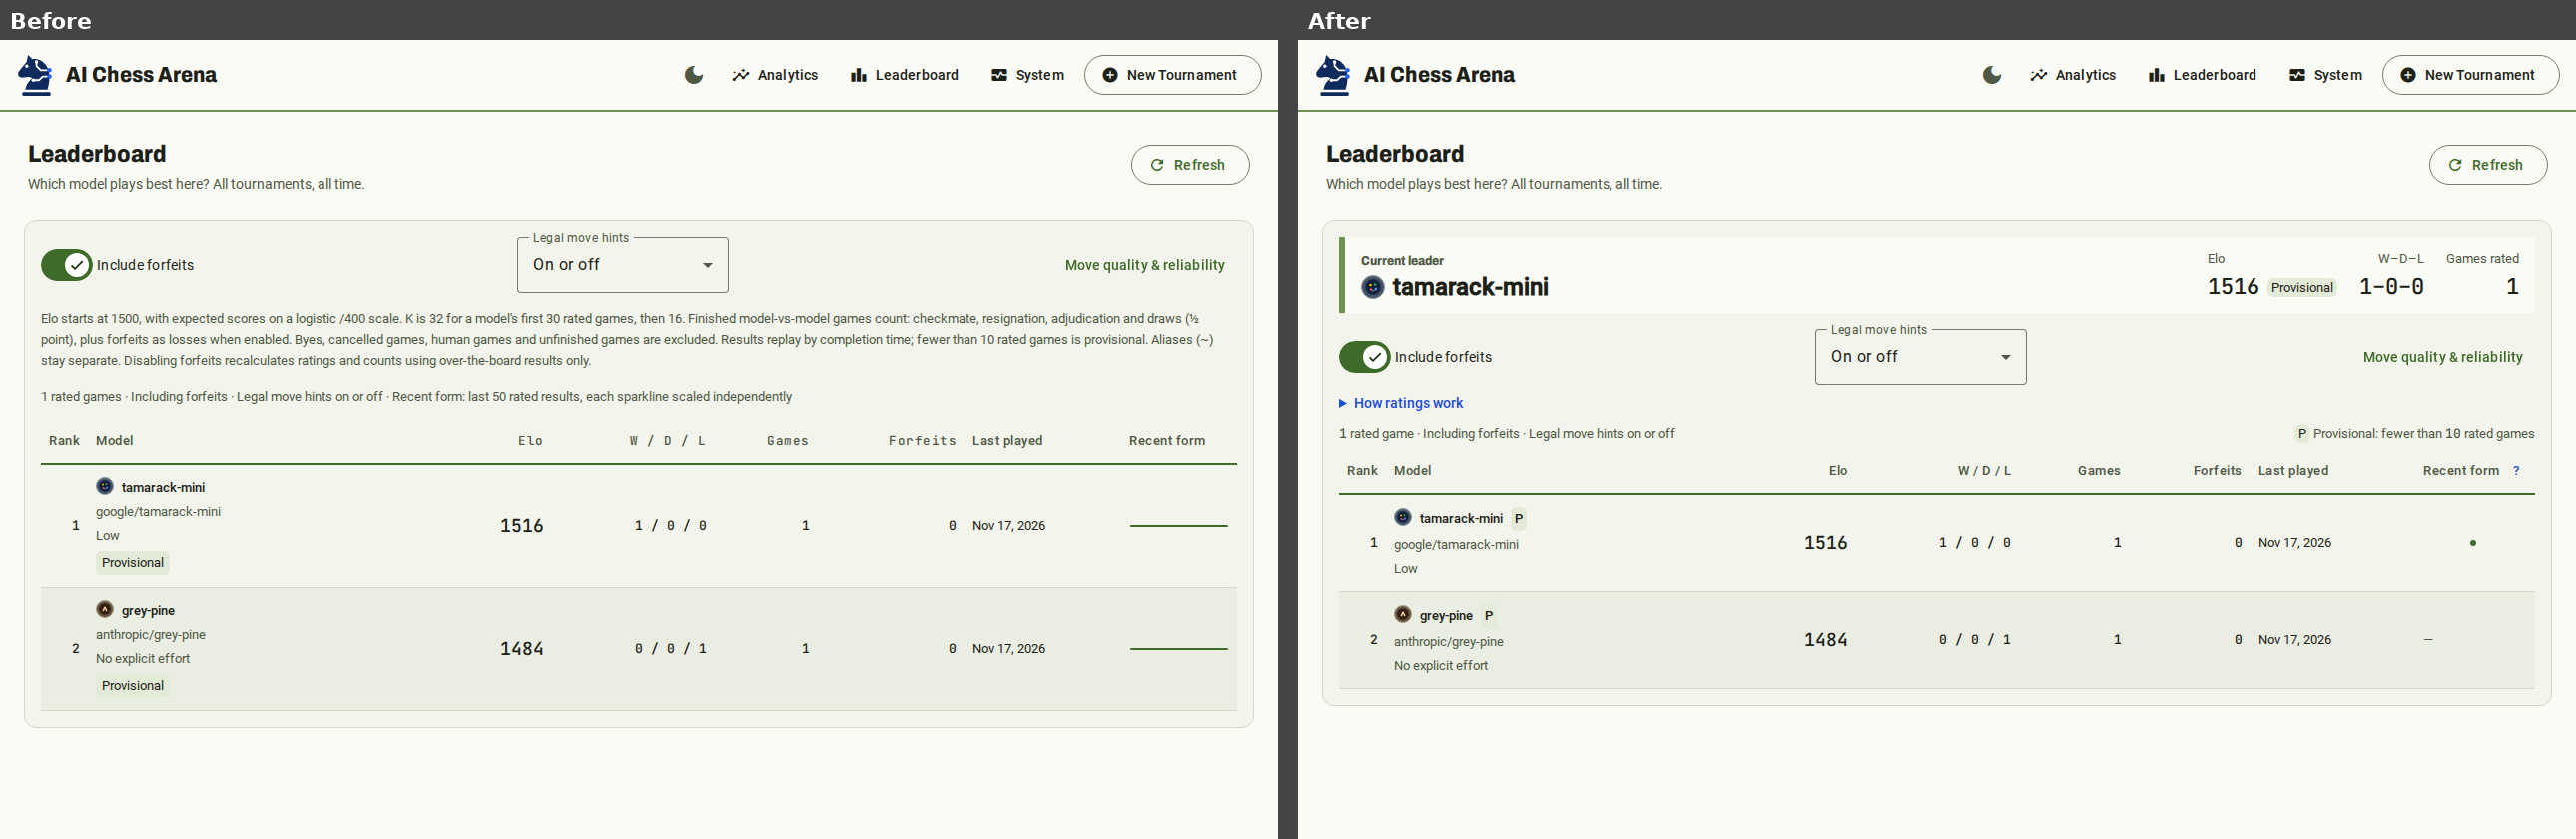 Before
AI Chess Arena
Analytics
Leaderboard
System
New Tournament
Leaderboard
Which model plays best here? All tournaments, all time.
Refresh
Include forfeits
Legal move hints
On or off
Move quality & reliability
Elo starts at 1500, with expected scores on a logistic /400 scale. K is 32 for a model's first 30 rated games, then 16. Finished model-vs-model games count: checkmate, resignation, adjudication and draws (½
point), plus forfeits as losses when enabled. Byes, cancelled games, human games and unfinished games are excluded. Results replay by completion time; fewer than 10 rated games is provisional. Aliases (~)
stay separate. Disabling forfeits recalculates ratings and counts using over-the-board results only.
1 rated games · Including forfeits · Legal move hints on or off · Recent form: last 50 rated results, each sparkline scaled independently
Rank Model Elo W / D / L Games Forfeits Last played Recent form
tamarack-mini
google/tamarack-mini
1 1516 1 / 0 / 0 1 0 Nov 17, 2026
Low
Provisional
grey-pine
anthropic/grey-pine
2 1484 0 / 0 / 1 1 0 Nov 17, 2026
No explicit effort
Provisional
After
AI Chess Arena
Analytics
Leaderboard
System
New Tournament
Leaderboard
Which model plays best here? All tournaments, all time.
Refresh
Current leader
tamarack-mini
Elo W–D–L Games rated
1516 Provisional 1-0-0 1
Include forfeits
Legal move hints
On or off
Move quality & reliability
How ratings work
1 rated game · Including forfeits · Legal move hints on or off
P Provisional: fewer than 10 rated games
Rank Model Elo W / D / L Games Forfeits Last played Recent form ?
tamarack-mini P
1 google/tamarack-mini 1516 1 / 0 / 0 1 0 Nov 17, 2026
Low
grey-pine P
2 anthropic/grey-pine 1484 0 / 0 / 1 1 0 Nov 17, 2026 —
No explicit effort